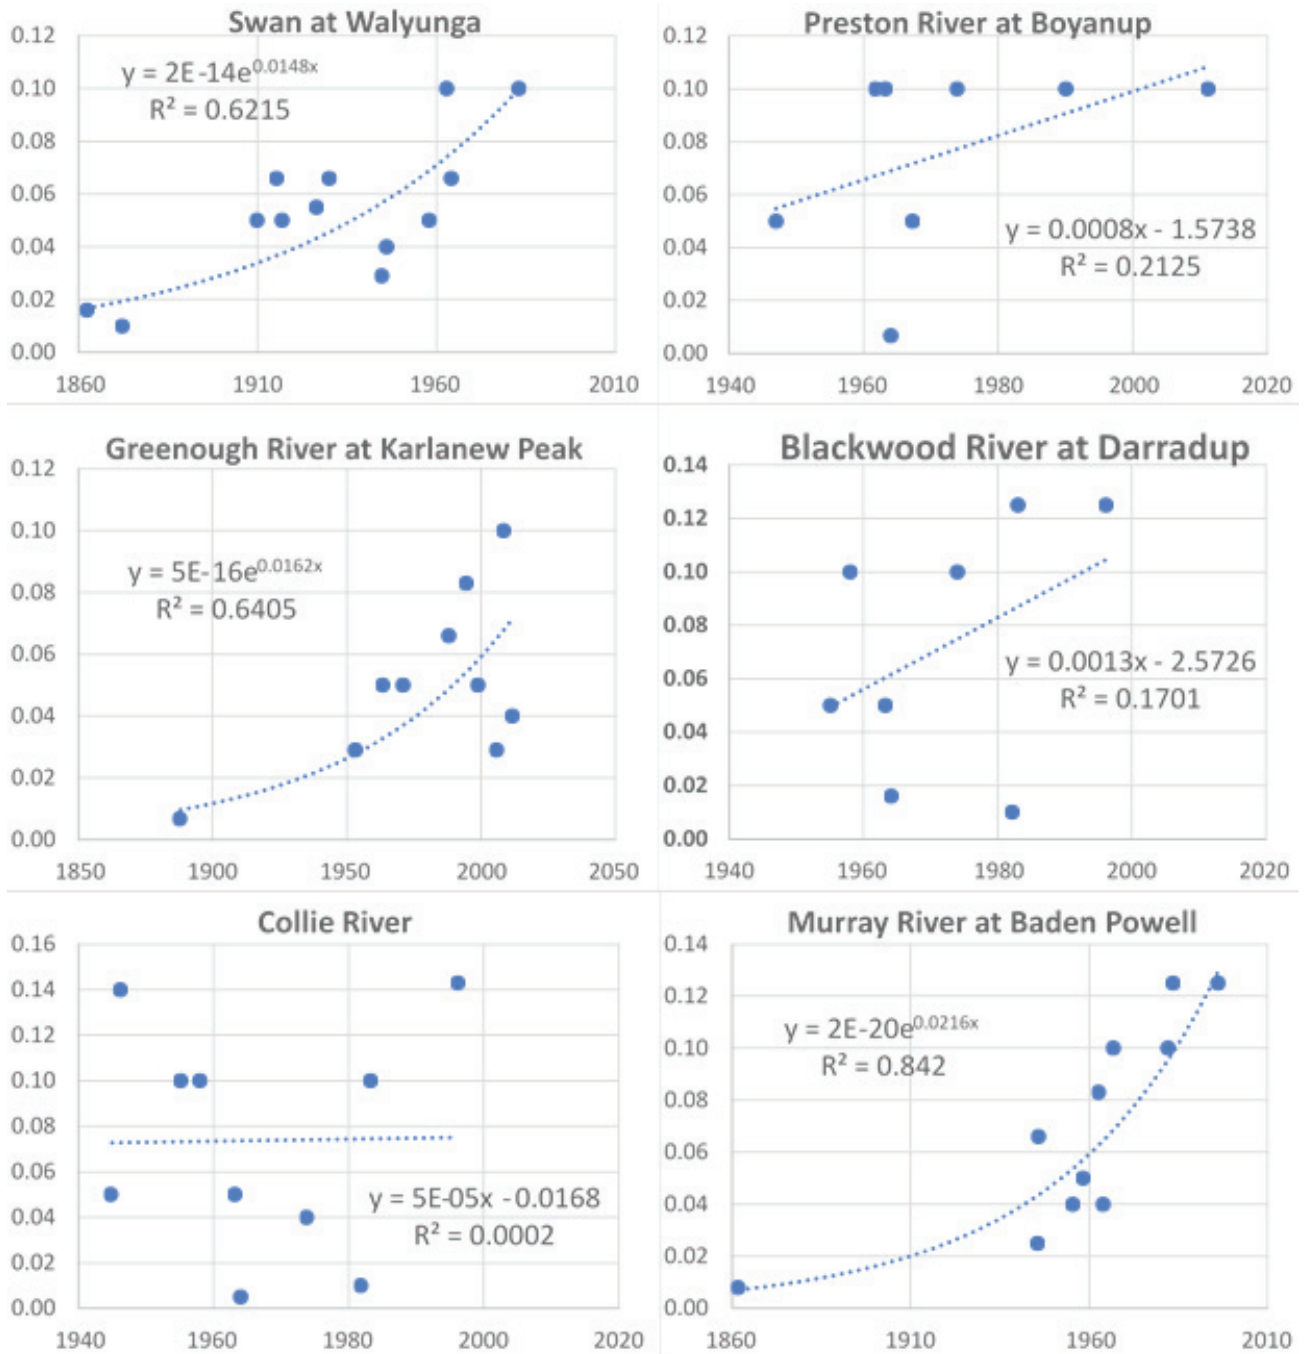 Swan at Walyunga
0.12
0.10
0.08
0.06
0.04
0.02
0.00
y = 2E-14e^0.0148x
R² = 0.6215
1860 1910 1960 2010
Preston River at Boyanup
0.12
0.10
0.08
0.06
0.04
0.02
0.00
y = 0.0008x - 1.5738
R² = 0.2125
1940 1960 1980 2000 2020
Greenough River at Karlanew Peak
0.12
0.10
0.08
0.06
0.04
0.02
0.00
y = 5E-16e^0.0162x
R² = 0.6405
1850 1900 1950 2000 2050
Blackwood River at Darradup
0.14
0.12
0.10
0.08
0.06
0.04
0.02
0.00
y = 0.0013x - 2.5726
R² = 0.1701
1940 1960 1980 2000 2020
Collie River
0.16
0.14
0.12
0.10
0.08
0.06
0.04
0.02
0.00
y = 5E-05x - 0.0168
R² = 0.0002
1940 1960 1980 2000 2020
Murray River at Baden Powell
0.14
0.12
0.10
0.08
0.06
0.04
0.02
0.00
y = 2E-20e^0.0216x
R² = 0.842
1860 1910 1960 2010